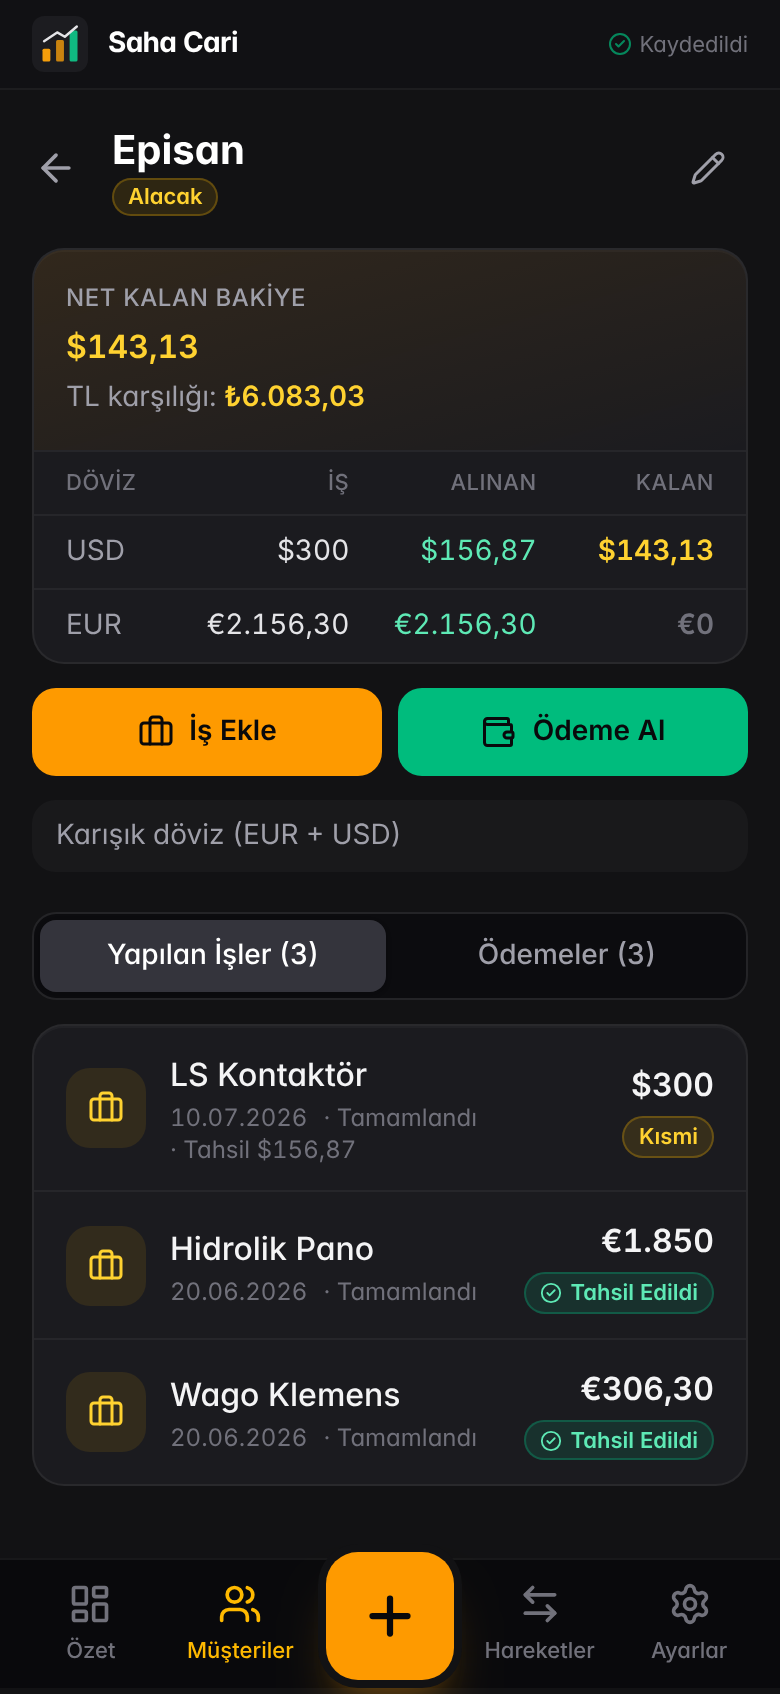 Saha Cari
Kaydedildi
Episan
Alacak
NET KALAN BAKİYE
$143,13
TL karşılığı: ₺6.083,03
DÖVİZ İŞ ALINAN KALAN
USD $300 $156,87 $143,13
EUR €2.156,30 €2.156,30 €0
İş Ekle
Ödeme Al
Karışık döviz (EUR + USD)
Yapılan İşler (3)
Ödemeler (3)
LS Kontaktör
10.07.2026 · Tamamlandı
· Tahsil $156,87
$300
Kısmi
Hidrolik Pano
20.06.2026 · Tamamlandı
€1.850
Tahsil Edildi
Wago Klemens
20.06.2026 · Tamamlandı
€306,30
Tahsil Edildi
Özet
Müşteriler
Hareketler
Ayarlar